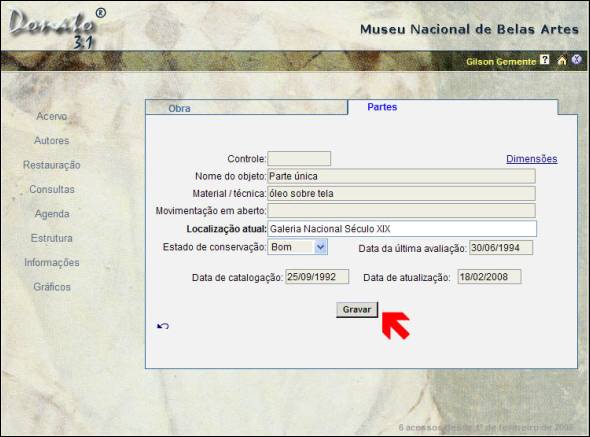 Donato ®
3.1
Museu Nacional de Belas Artes
Gilson Gemente ?
Acervo
Autores
Restauração
Consultas
Agenda
Estrutura
Informações
Gráficos
Obra Partes
Controle: Dimensões
Nome do objeto: Parte única
Material / técnica: óleo sobre tela
Movimentação em aberto:
Localização atual: Galeria Nacional Século XIX
Estado de conservação: Bom Data da última avaliação: 30/06/1994
Data de catalogação: 25/09/1992 Data de atualização: 18/02/2008
Gravar
6 acessos desde 1º de fevereiro de 2008